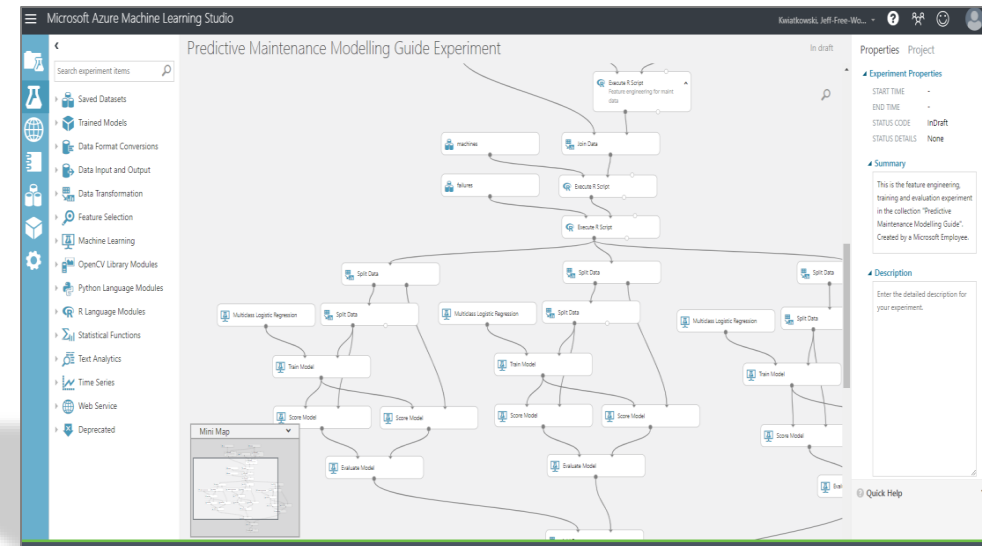 Microsoft Azure Machine Learning Studio
Kwiatkowski, Jeff-Free-Wo...
Search experiment items
Saved Datasets
Trained Models
Data Format Conversions
Data Input and Output
Data Transformation
Feature Selection
Machine Learning
OpenCV Library Modules
Python Language Modules
R Language Modules
Statistical Functions
Text Analytics
Time Series
Web Service
Deprecated
Predictive Maintenance Modelling Guide Experiment
In draft
Execute R Script
Feature engineering for maint
data
machines
Join Data
failures
Execute R Script
Execute R Script
Split Data
Split Data
Split Data
Multiclass Logistic Regression
Split Data
Multiclass Logistic Regression
Split Data
Multiclass Logistic Regression
Split Data
Train Model
Train Model
Train Model
Score Model
Score Model
Score Model
Score Model
Score Model
Mini Map
Evaluate Model
Evaluate Model
Properties Project
Experiment Properties
START TIME -
END TIME -
STATUS CODE InDraft
STATUS DETAILS None
Summary
This is the feature engineering,
training and evaluation experiment
in the collection "Predictive
Maintenance Modelling Guide".
Created by a Microsoft Employee.
Description
Enter the detailed description for
your experiment.
Quick Help